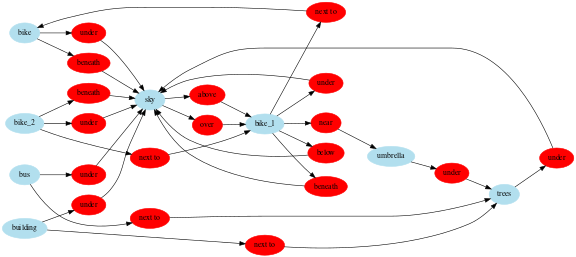 next to
bike
under
beneath
under
sky
beneath
above
bike_2
under
over
bike_1
near
next to
below
umbrella
under
bus
under
beneath
under
trees
under
next to
building
next to